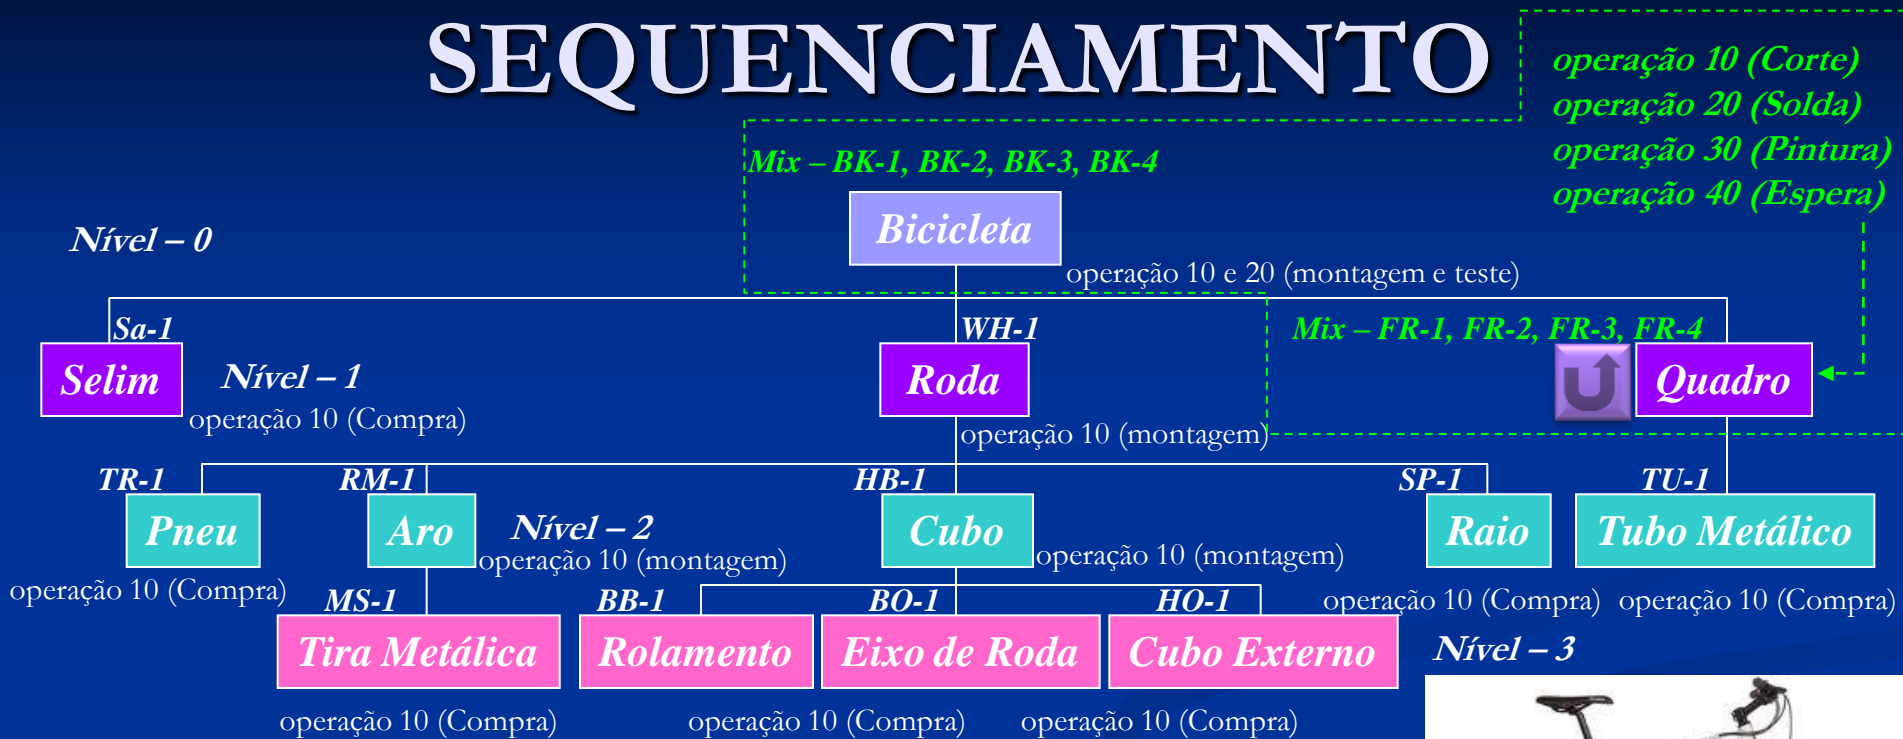 SEQUENCIAMENTO
operação 10 (Corte)
operação 20 (Solda)
operação 30 (Pintura)
operação 40 (Espera)
Mix – BK-1, BK-2, BK-3, BK-4
Bicicleta
Nível – 0
operação 10 e 20 (montagem e teste)
Sa-1
WH-1
Mix – FR-1, FR-2, FR-3, FR-4
Selim
Nível – 1
Roda
Quadro
operação 10 (Compra)
operação 10 (montagem)
TR-1
RM-1
HB-1
SP-1
TU-1
Pneu
Aro
Nível – 2
Cubo
Raio
Tubo Metálico
operação 10 (montagem)
operação 10 (montagem)
operação 10 (Compra)
MS-1
BB-1
BO-1
HO-1
operação 10 (Compra)
operação 10 (Compra)
Tira Metálica
Rolamento
Eixo de Roda
Cubo Externo
Nível – 3
operação 10 (Compra)
operação 10 (Compra)
operação 10 (Compra)